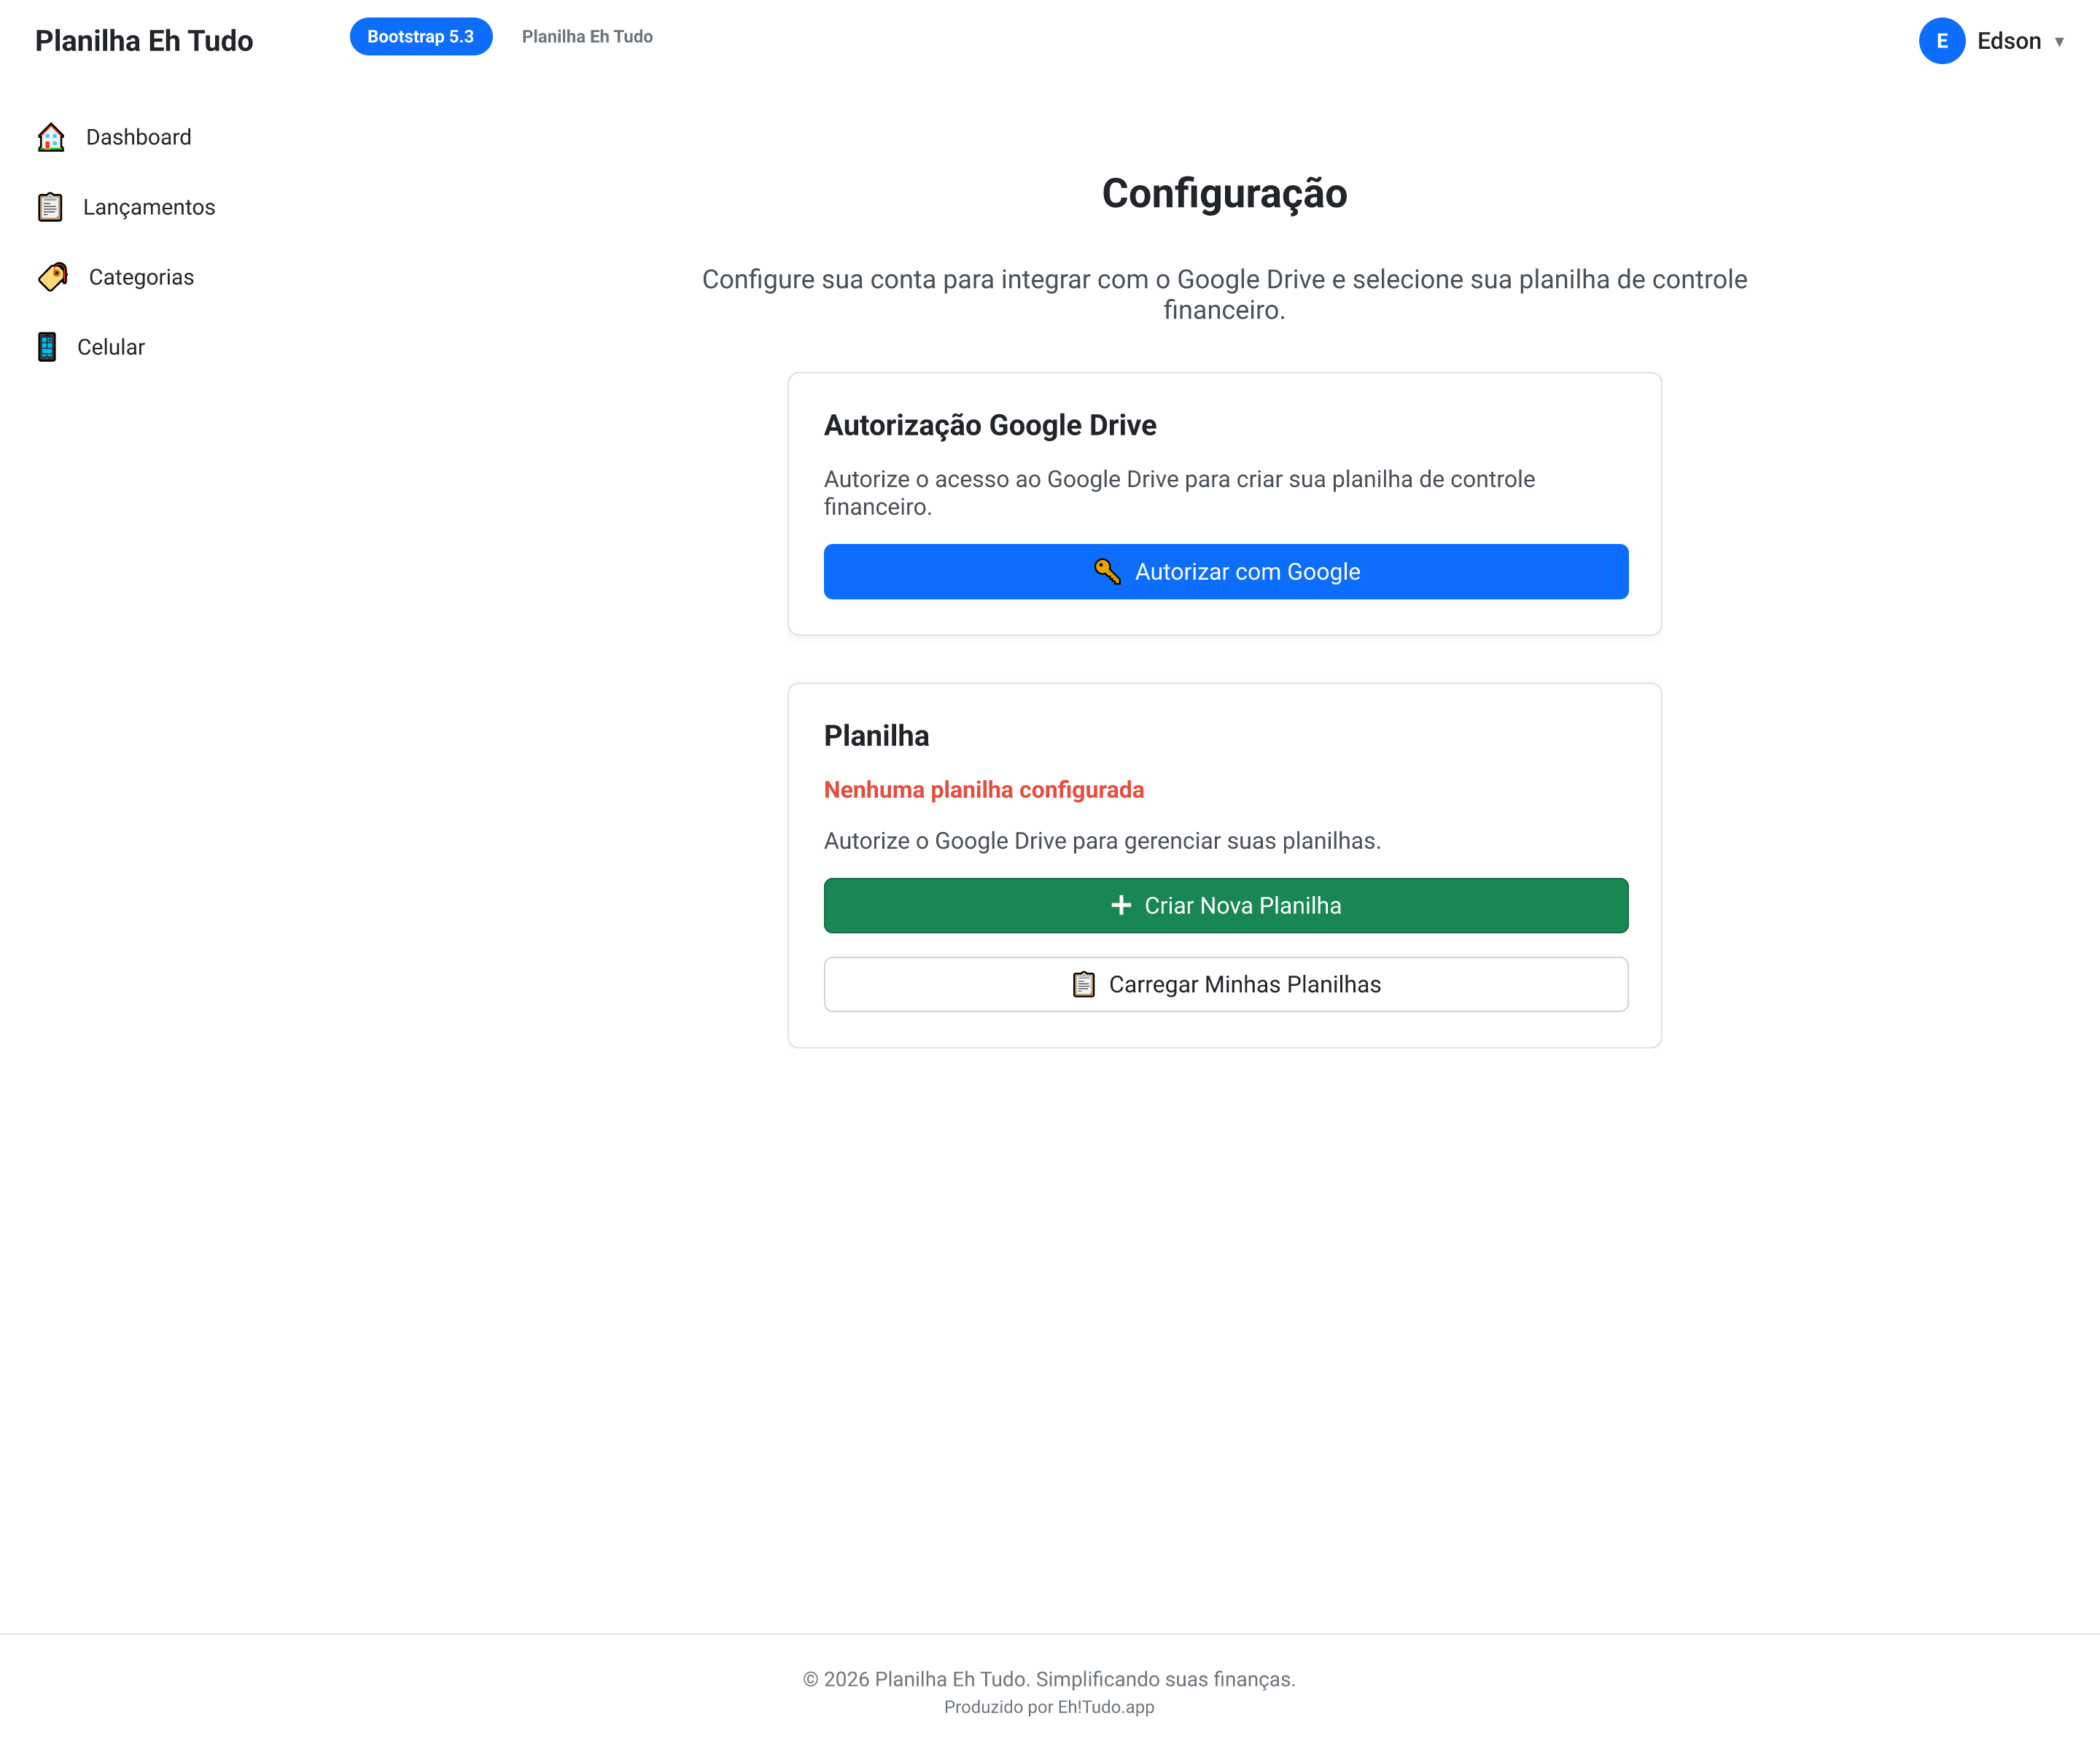 Planilha Eh Tudo
Bootstrap 5.3
Planilha Eh Tudo
E
Edson
Dashboard
Lançamentos
Categorias
Celular
Configuração
Configure sua conta para integrar com o Google Drive e selecione sua planilha de controle
financeiro.
Autorização Google Drive
Autorize o acesso ao Google Drive para criar sua planilha de controle
financeiro.
Autorizar com Google
Planilha
Nenhuma planilha configurada
Autorize o Google Drive para gerenciar suas planilhas.
Criar Nova Planilha
Carregar Minhas Planilhas
© 2026 Planilha Eh Tudo. Simplificando suas finanças.
Produzido por Eh!Tudo.app